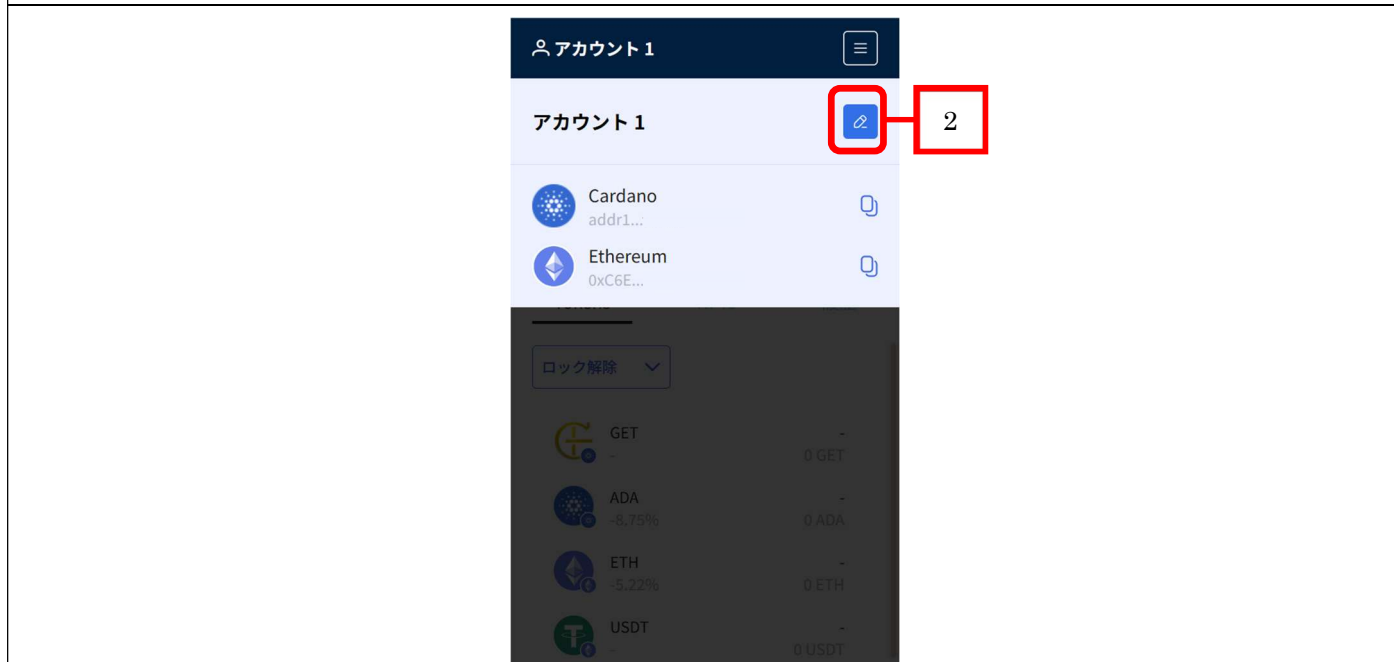 アカウント 1
アカウント 1
2
Cardano
addr1...
Ethereum
0xC6E...
ロック解除
GET
-
-
0 GET
ADA
-
-8.75%
0 ADA
ETH
-
-5.22%
0 ETH
USDT
-
-
0 USDT